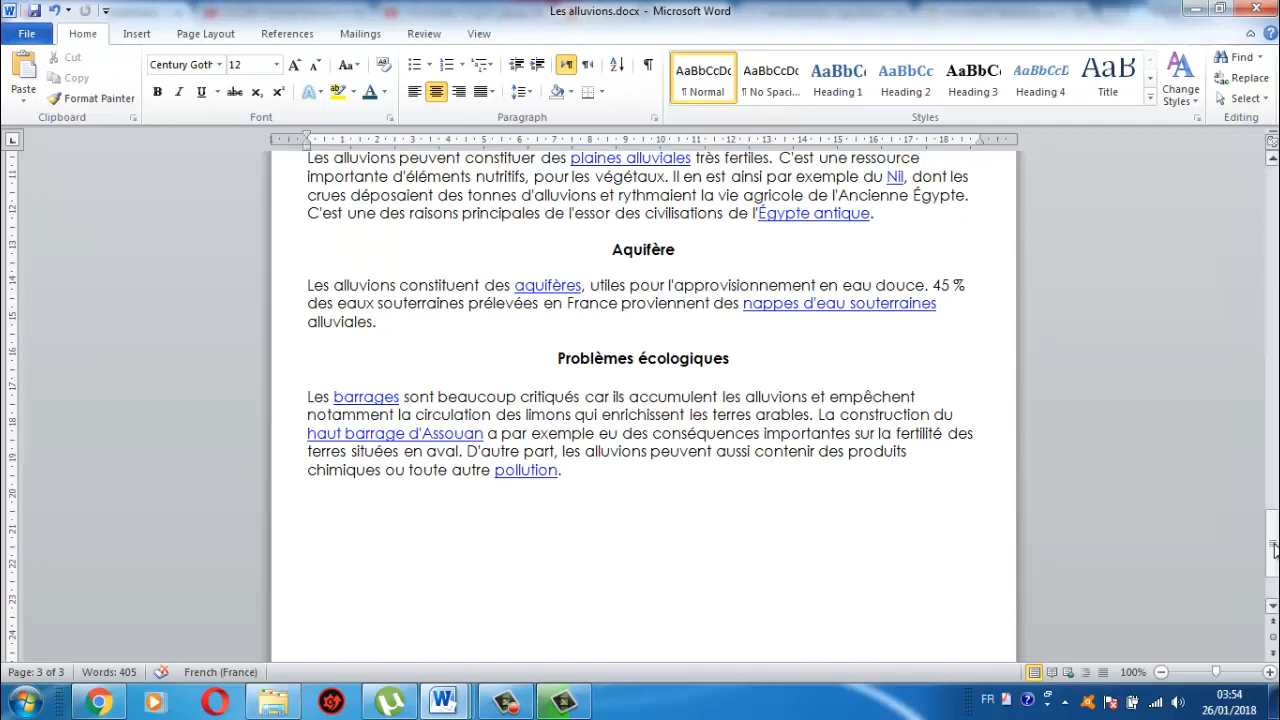 Les alluvions.docx - Microsoft Word
File Home Insert Page Layout References Mailings Review View
Cut
Copy
Format Painter
Paste
Clipboard
Century Goth 12
Font
Paragraph
AaBbCcDc AaBbCcDc AaBbC AaBbCc AaBbC AaBbCcD AaB
¶ Normal ¶ No Spaci... Heading 1 Heading 2 Heading 3 Heading 4 Title
Change Styles
Styles
Find
Replace
Select
Editing
Les alluvions peuvent constituer des plaines alluviales très fertiles. C'est une ressource
importante d'éléments nutritifs, pour les végétaux. Il en est ainsi par exemple du Nil, dont les
crues déposaient des tonnes d'alluvions et rythmaient la vie agricole de l'Ancienne Égypte.
C'est une des raisons principales de l'essor des civilisations de l'Égypte antique.
Aquifère
Les alluvions constituent des aquifères, utiles pour l'approvisionnement en eau douce. 45 %
des eaux souterraines prélevées en France proviennent des nappes d'eau souterraines
alluviales.
Problèmes écologiques
Les barrages sont beaucoup critiqués car ils accumulent les alluvions et empêchent
notamment la circulation des limons qui enrichissent les terres arables. La construction du
haut barrage d'Assouan a par exemple eu des conséquences importantes sur la fertilité des
terres situées en aval. D'autre part, les alluvions peuvent aussi contenir des produits
chimiques ou toute autre pollution.
Page: 3 of 3 Words: 405 French (France) 100%
FR 03:54
26/01/2018